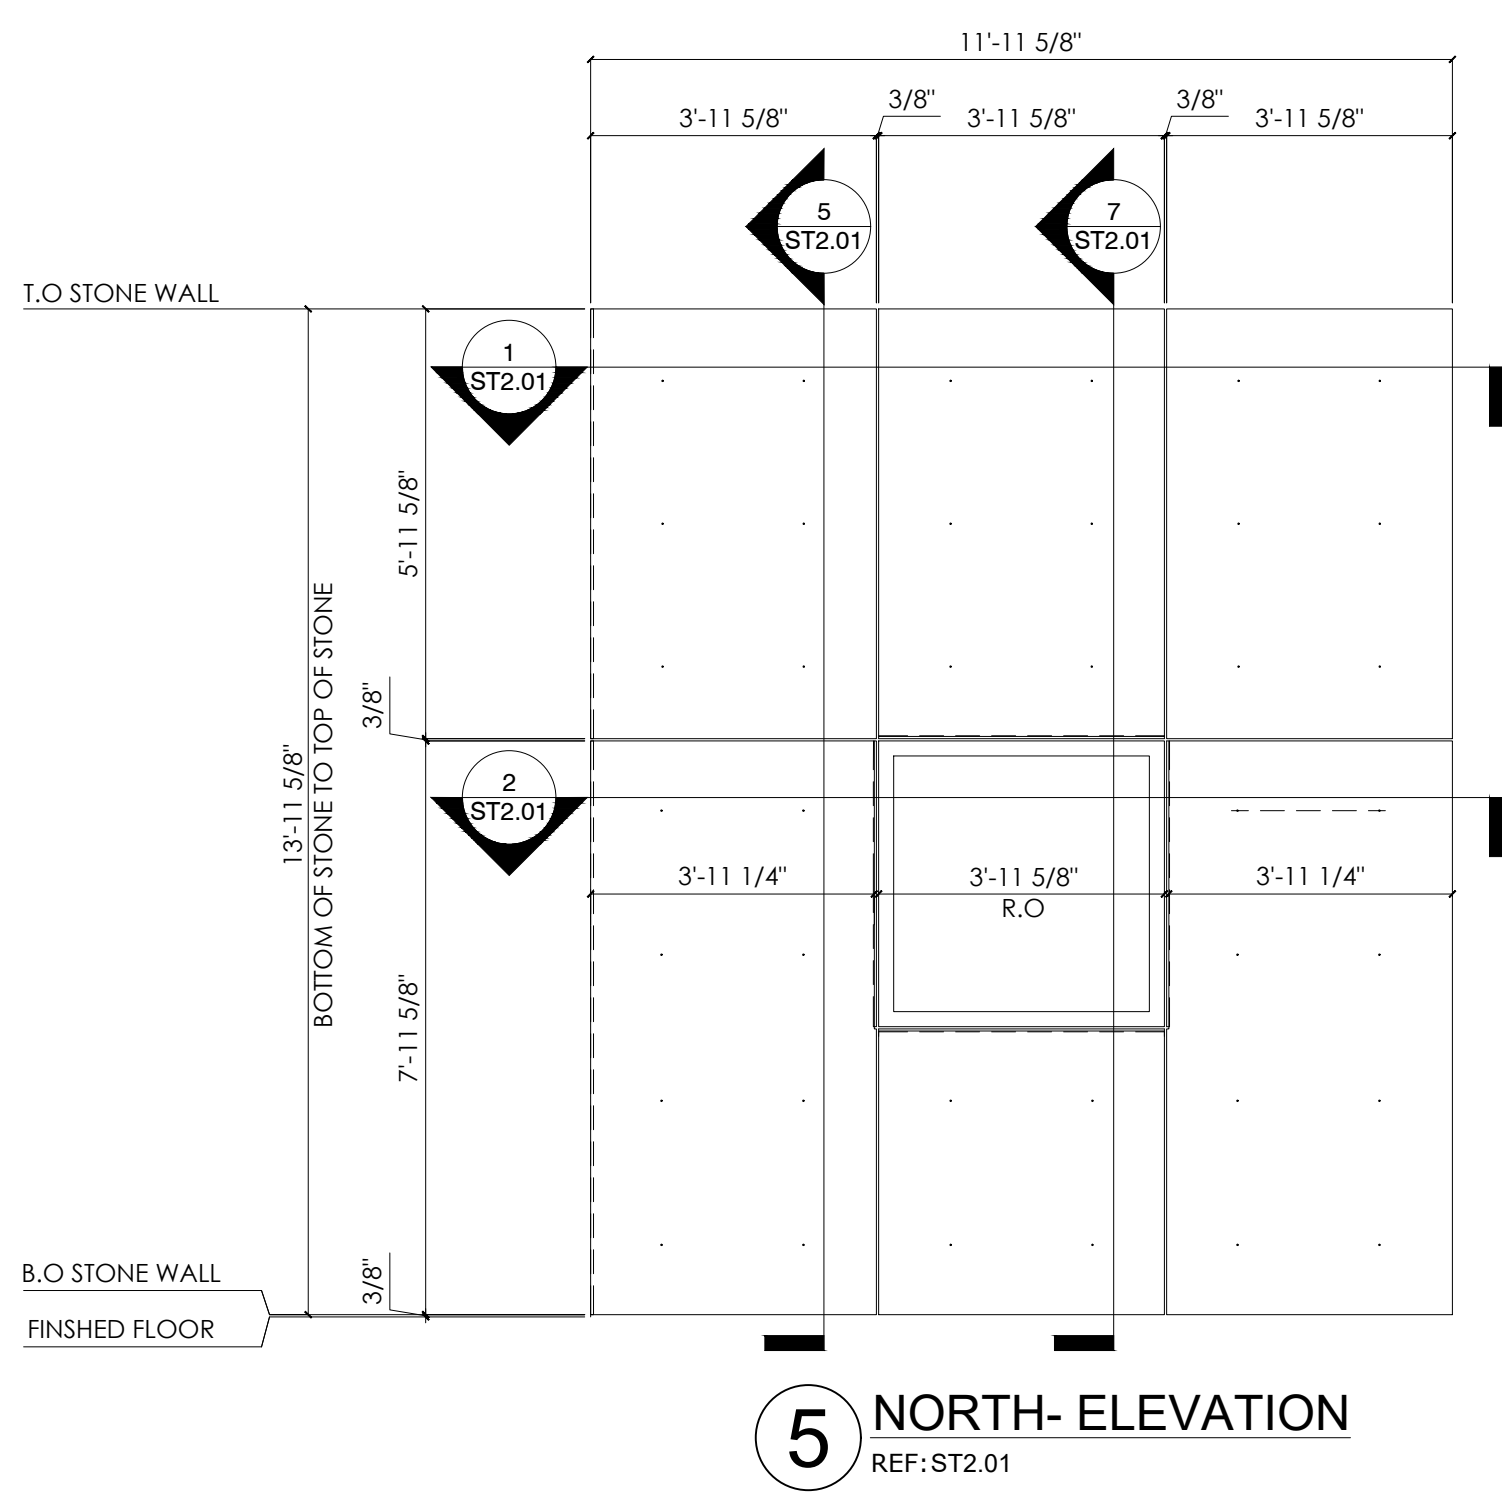 11'-11 5/8"
3'-11 5/8"
3/8"
3'-11 5/8"
3/8"
3'-11 5/8"
5
ST2.01
7
ST2.01
T.O STONE WALL
1
ST2.01
5'-11 5/8"
3/8"
13'-11 5/8"
BOTTOM OF STONE TO TOP OF STONE
2
ST2.01
3'-11 1/4"
3'-11 5/8"
R.O
3'-11 1/4"
7'-11 5/8"
3/8"
B.O STONE WALL
FINSHED FLOOR
5
NORTH- ELEVATION
REF:ST2.01